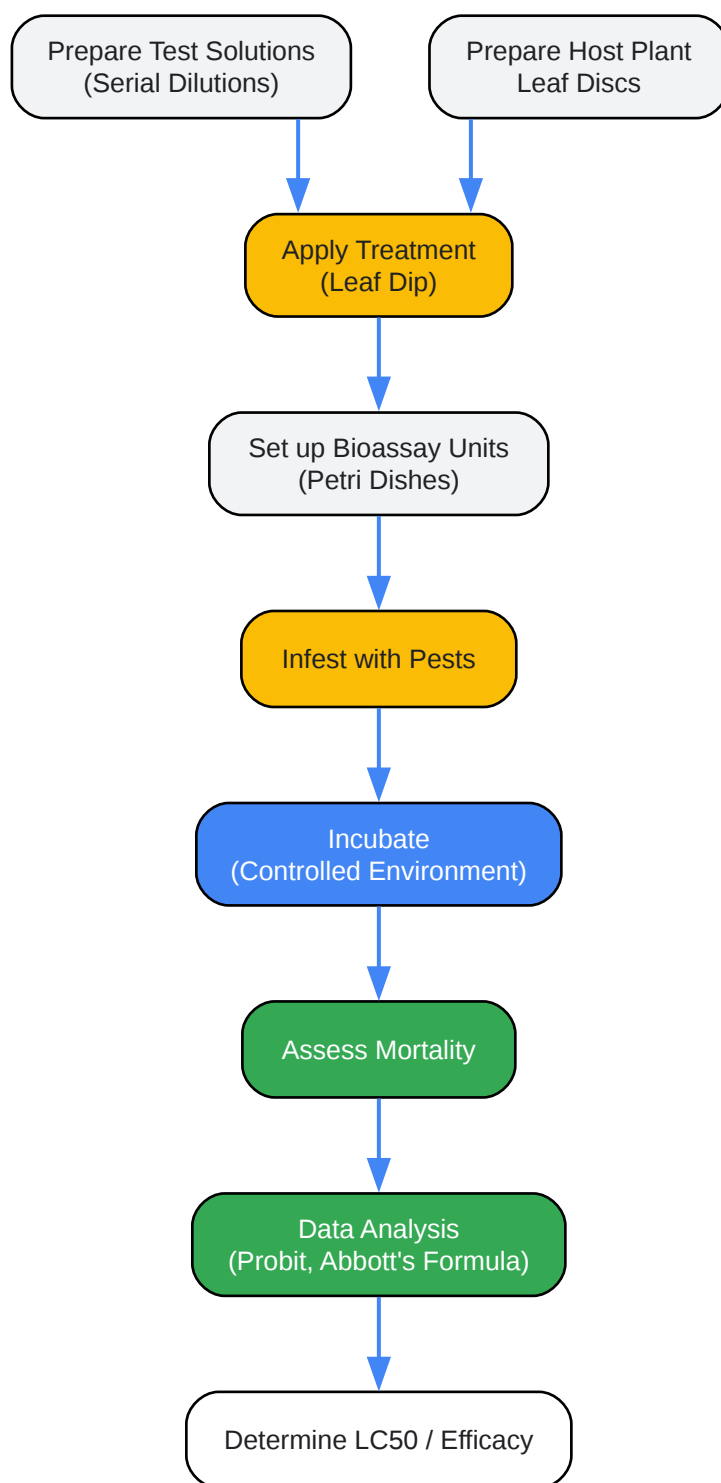 Prepare Test Solutions
(Serial Dilutions)
Prepare Host Plant
Leaf Discs
Apply Treatment
(Leaf Dip)
Set up Bioassay Units
(Petri Dishes)
Infest with Pests
Incubate
(Controlled Environment)
Assess Mortality
Data Analysis
(Probit, Abbott's Formula)
Determine LC50 / Efficacy